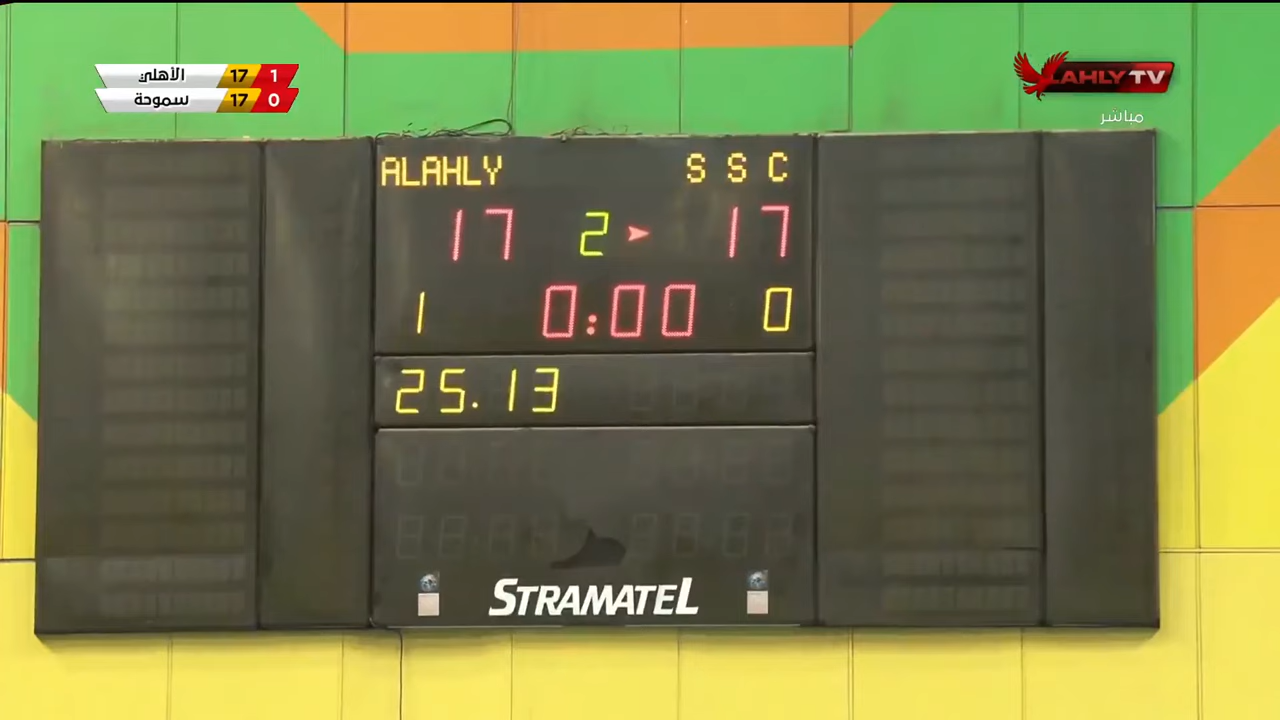 الأهلي 17 1
سموحة 17 0
ALAHLY TV
مباشر
ALAHLY S S C
17 2 17
1 0:00 0
25.13
STRAMATEL